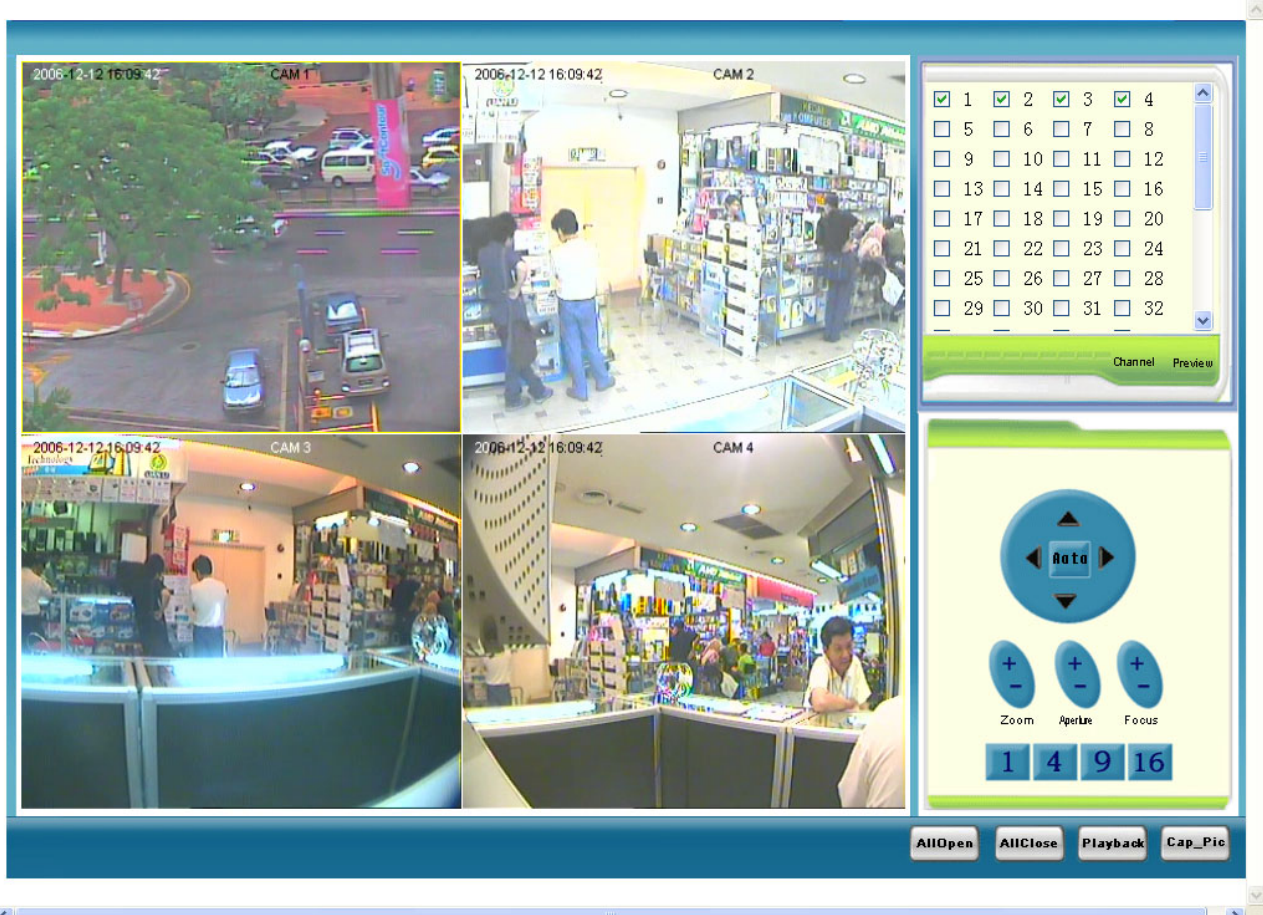 2006-12-12 16:09:42 CAM 1
2006-12-12 16:09:42 CAM 2
KEDAI
KOMPUTER
2006-12-12 16:09:42 CAM 3
Technology
2006-12-12 16:09:42 CAM 4
1 2 3 4
5 6 7 8
9 10 11 12
13 14 15 16
17 18 19 20
21 22 23 24
25 26 27 28
29 30 31 32
Channel Preview
Aato
+ + +
- - -
Zoom Aperture Focus
1 4 9 16
AllOpen AllClose Playback Cap_Pic